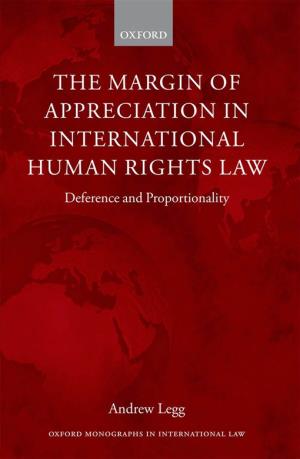 OXFORD
THE MARGIN OF
APPRECIATION IN
INTERNATIONAL
HUMAN RIGHTS LAW
Deference and Proportionality
Andrew Legg
OXFORD MONOGRAPHS IN INTERNATIONAL LAW